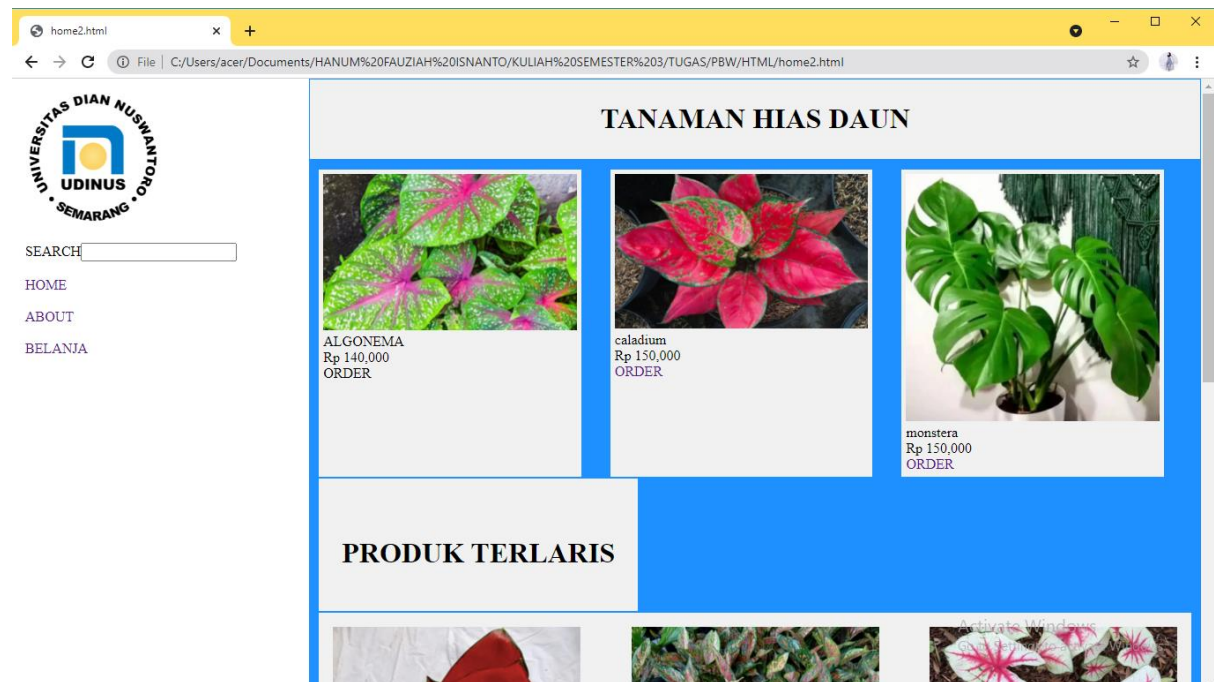 home2.html
File | C:/Users/acer/Documents/HANUM%20FAUZIAH%20ISNANTO/KULIAH%20SEMESTER%203/TUGAS/PBW/HTML/home2.html
UNIVERSITAS DIAN NUSWANTORO
UDINUS
SEMARANG
SEARCH
HOME
ABOUT
BELANJA
TANAMAN HIAS DAUN
ALGONEMA
Rp 140,000
ORDER
caladium
Rp 150,000
ORDER
monstera
Rp 150,000
ORDER
PRODUK TERLARIS
Activate Windows